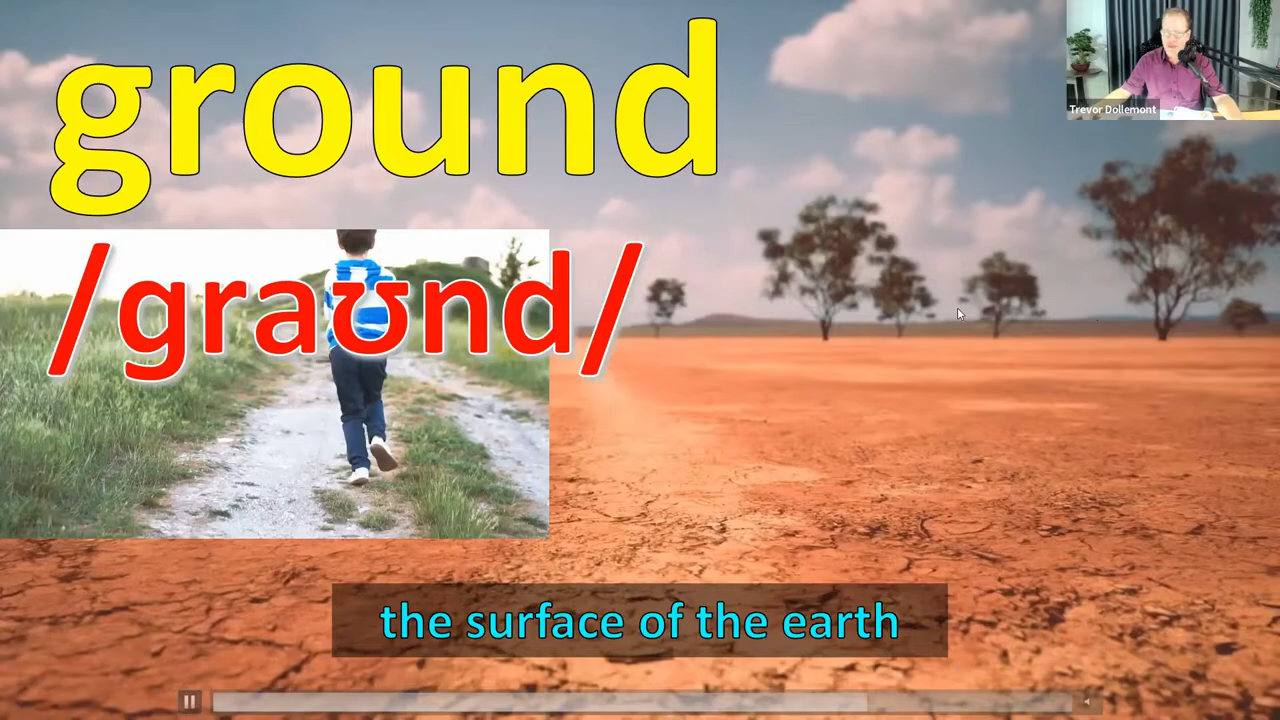 ground
Trevor Dollemont
/graʊnd/
the surface of the earth